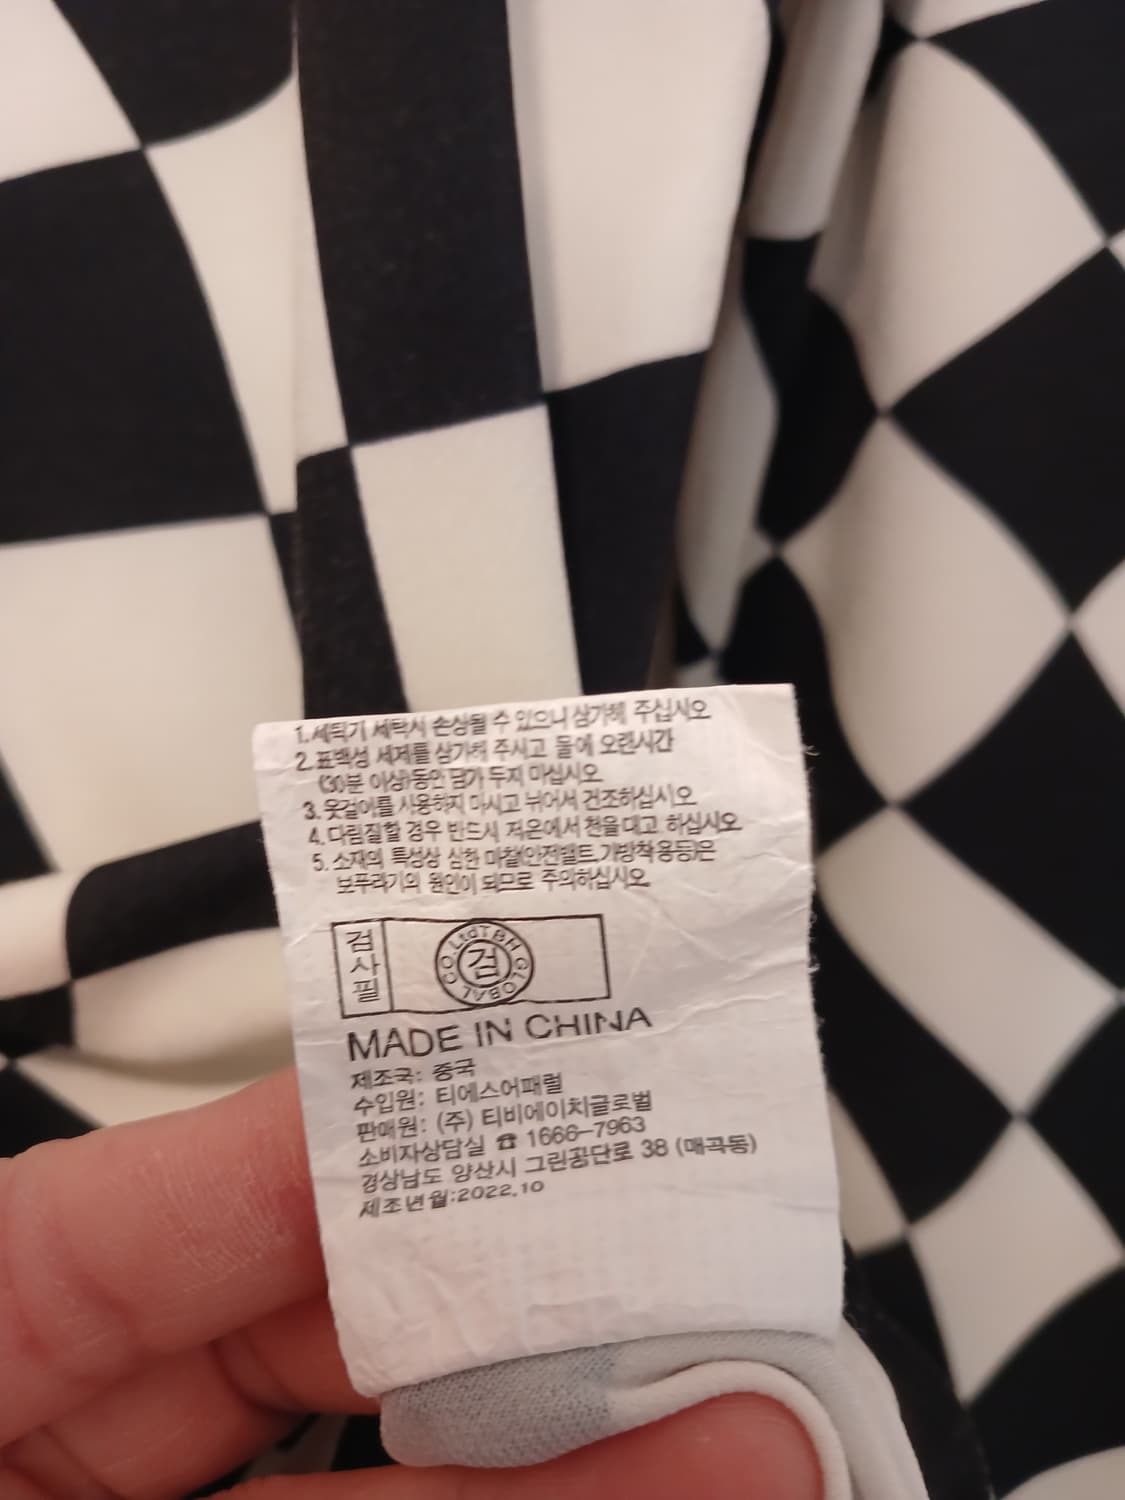 1. 세탁기 세탁시 손상될 수 있으니 삼가해 주십시오
2. 표백성 세제를 삼가해 주시고 물에 오랜시간
(30분 이상)동안 담가 두지 마십시오
3. 옷걸이를 사용하지 마시고 뉘어서 건조하십시오
4. 다림질할 경우 반드시 저온에서 천을 대고 하십시오
5. 소재의 특성상 심한 마찰(안전밸트,가방착용등)은
보푸라기의 원인이 되므로 주의하십시오
검사필
TBH GLOBAL CO.Ltd
검
MADE IN CHINA
제조국: 중국
수입원: 티에스어패럴
판매원: (주) 티비에이치글로벌
소비자상담실 ☎ 1666-7963
경상남도 양산시 그린공단로 38 (매곡동)
제조년월:2022.10